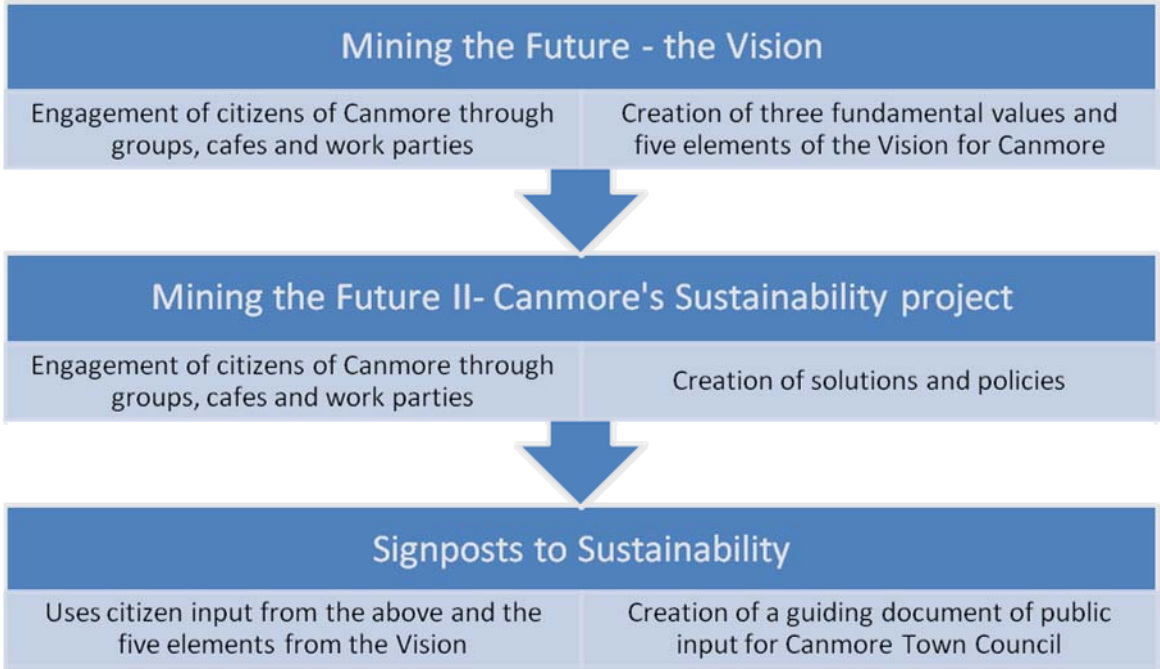 Mining the Future - the Vision
Engagement of citizens of Canmore through
groups, cafes and work parties
Creation of three fundamental values and
five elements of the Vision for Canmore
Mining the Future II- Canmore's Sustainability project
Engagement of citizens of Canmore through
groups, cafes and work parties
Creation of solutions and policies
Signposts to Sustainability
Uses citizen input from the above and the
five elements from the Vision
Creation of a guiding document of public
input for Canmore Town Council